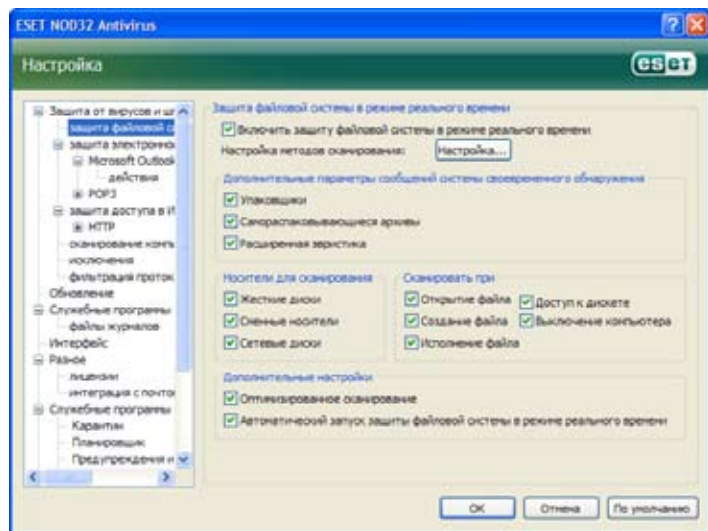 ESET NOD32 Antivirus
Настройка
eset
Защита от вирусов и шг
защита файловой с
защита электронно
Microsoft Outlook
действия
POP3
защита доступа в И
HTTP
сканирование компь
исключения
фильтрация проток
Обновление
Служебные программы
файлы журналов
Интерфейс
Разное
лицензии
интеграция с почто
Служебные программы
Карантин
Планировщик
Предупреждения и
Защита файловой системы в режиме реального времени
Включить защиту файловой системы в режиме реального времени
Настройка методов сканирования: Настройка...
Дополнительные параметры сообщений системы своевременного обнаружения
Упаковщики
Самораспаковывающиеся архивы
Расширенная эвристика
Носители для сканирования
Жесткие диски
Сменные носители
Сетевые диски
Сканировать при
Открытие файла Доступ к дискете
Создание файла Выключение компьютера
Исполнение файла
Дополнительные настройки
Оптимизированное сканирование
Автоматический запуск защиты файловой системы в режиме реального времени
OK Отмена По умолчанию